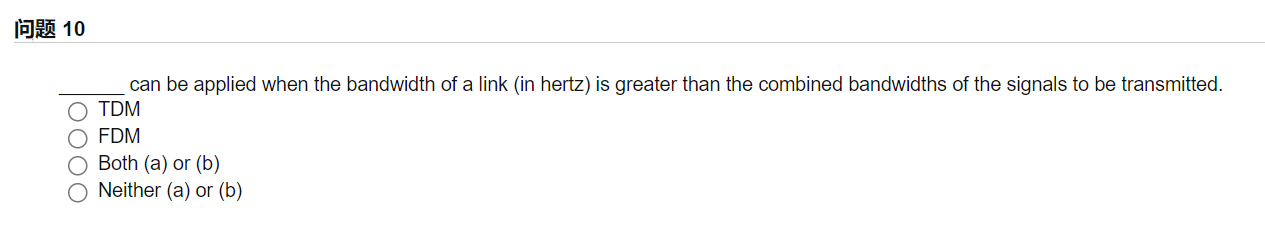 问题 10
______ can be applied when the bandwidth of a link (in hertz) is greater than the combined bandwidths of the signals to be transmitted.
TDM
FDM
Both (a) or (b)
Neither (a) or (b)